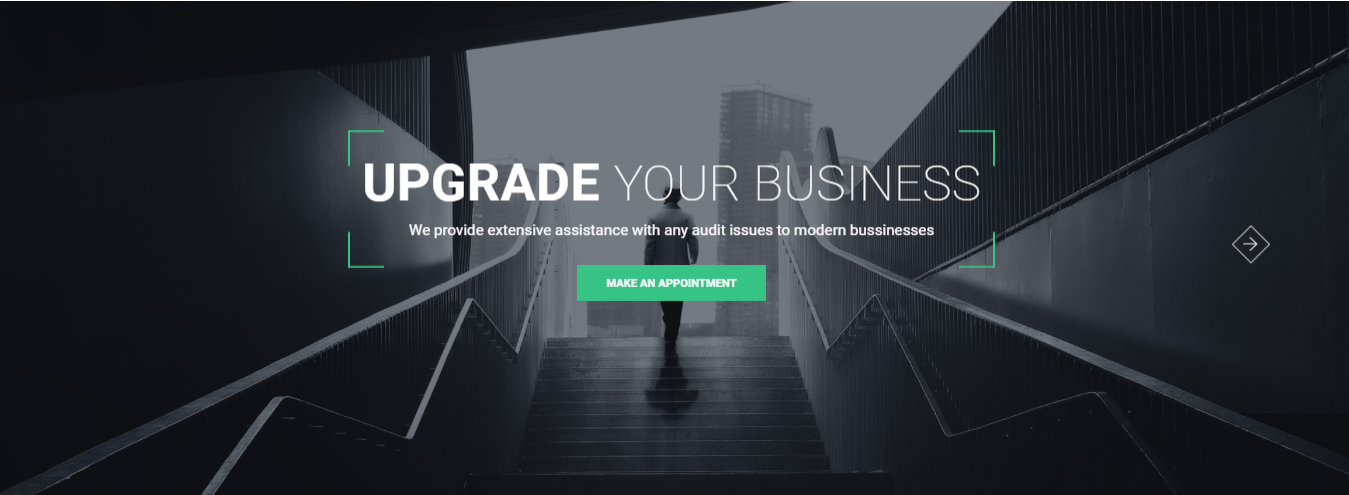 UPGRADE YOUR BUSINESS
We provide extensive assistance with any audit issues to modern bussinesses
MAKE AN APPOINTMENT